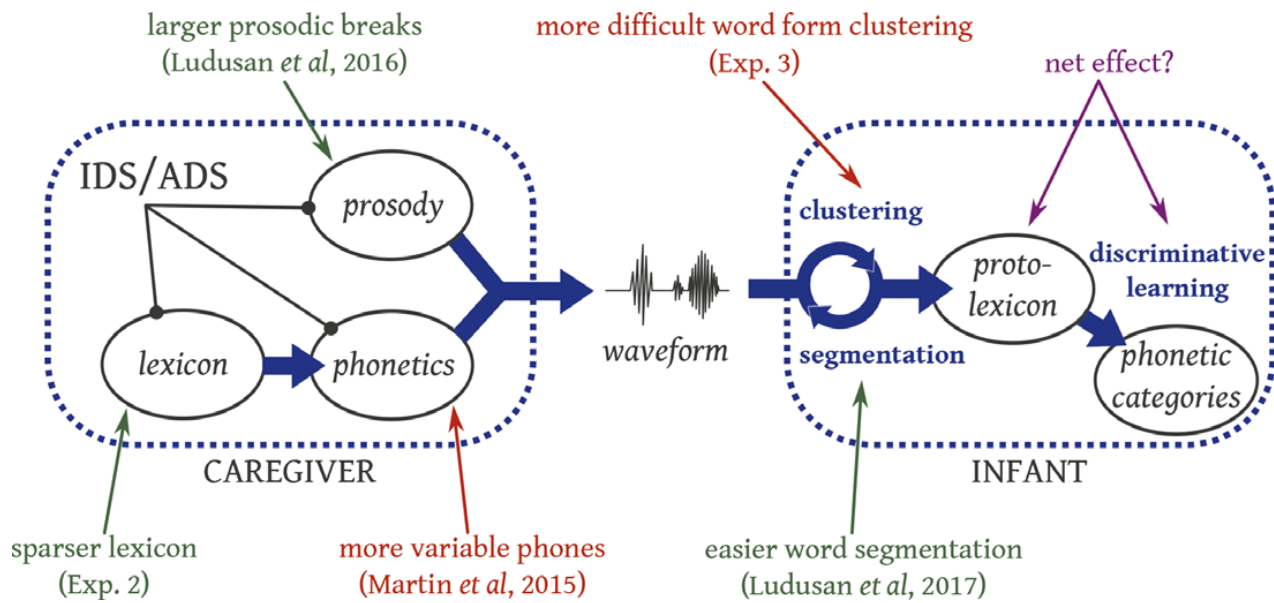 larger prosodic breaks
(Ludusan et al, 2016)
more difficult word form clustering
(Exp. 3)
net effect?
IDS/ADS
prosody
lexicon
phonetics
CAREGIVER
waveform
clustering
segmentation
proto-
lexicon
discriminative
learning
phonetic
categories
INFANT
sparser lexicon
(Exp. 2)
more variable phones
(Martin et al, 2015)
easier word segmentation
(Ludusan et al, 2017)